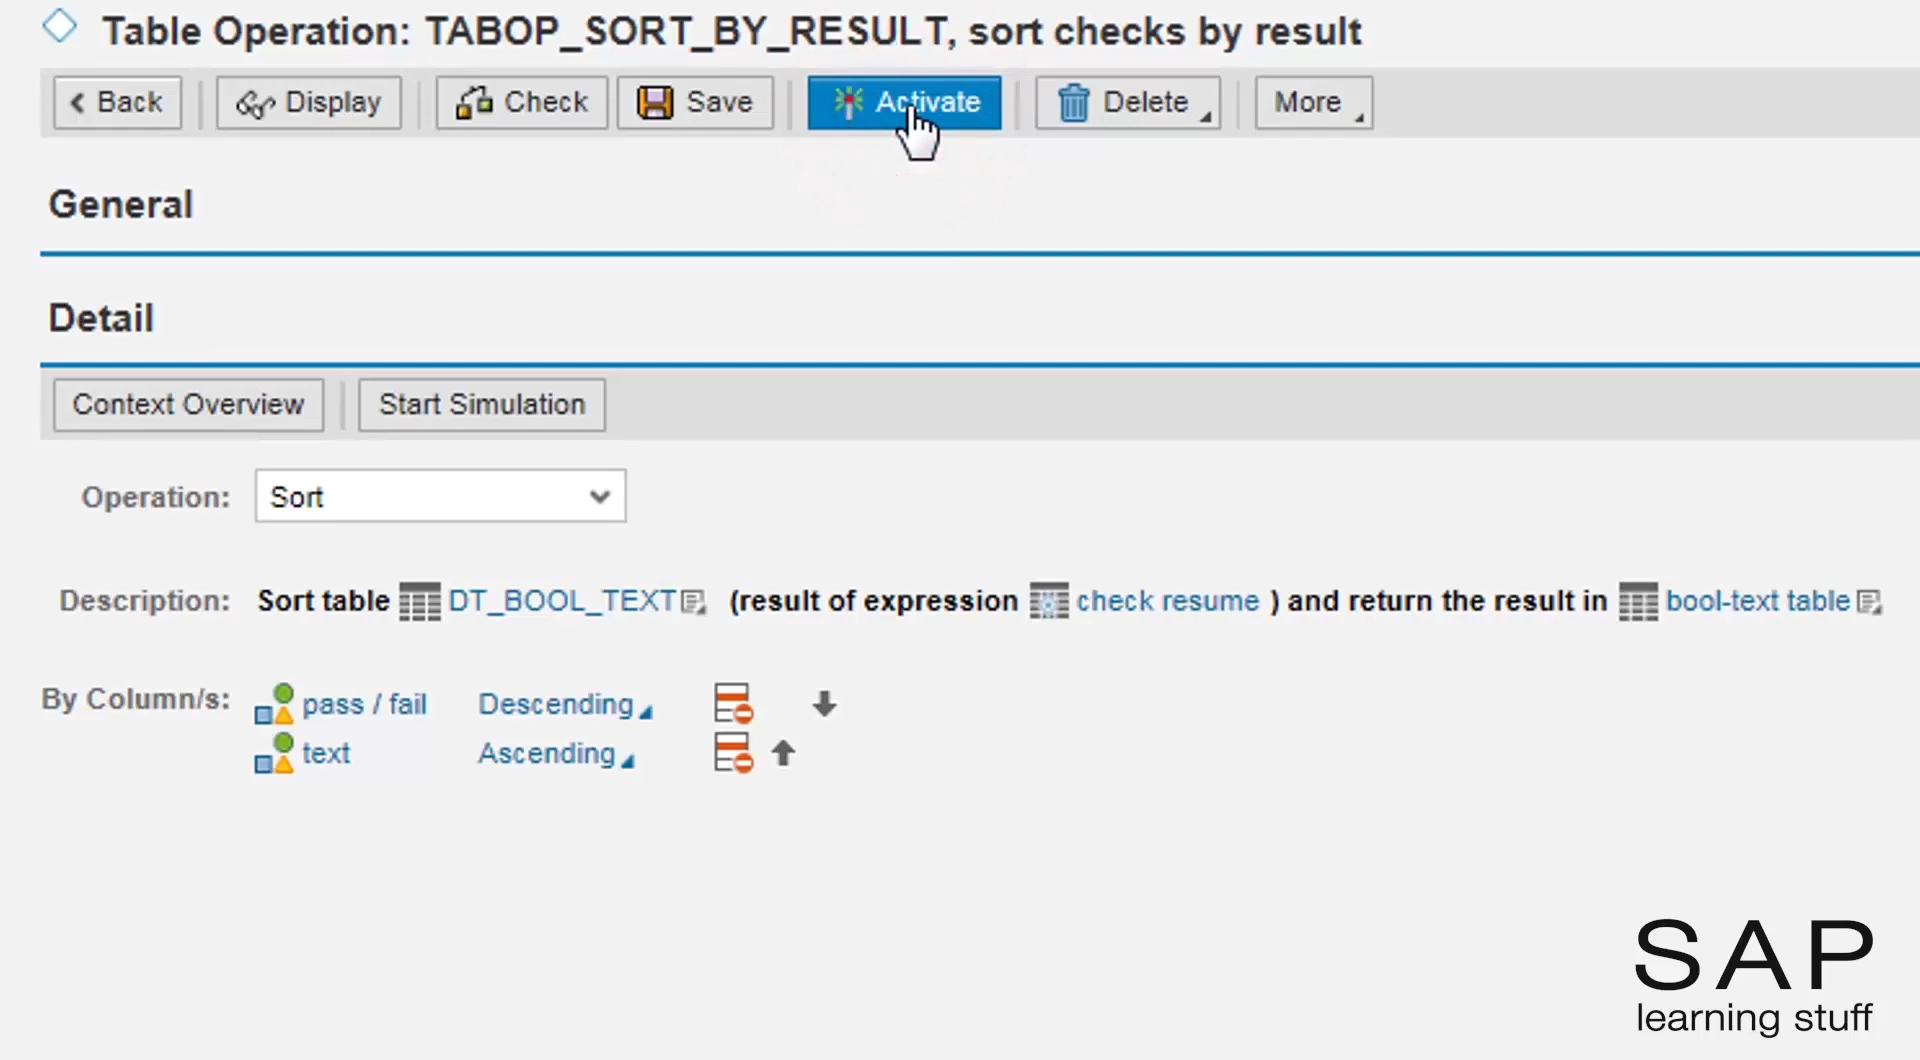 Table Operation: TABOP_SORT_BY_RESULT, sort checks by result
Back Display Check Save Activate Delete More
General
Detail
Context Overview Start Simulation
Operation: Sort
Description: Sort table DT_BOOL_TEXT (result of expression check resume ) and return the result in bool-text table
By Column/s: pass / fail Descending
text Ascending
SAP
learning stuff